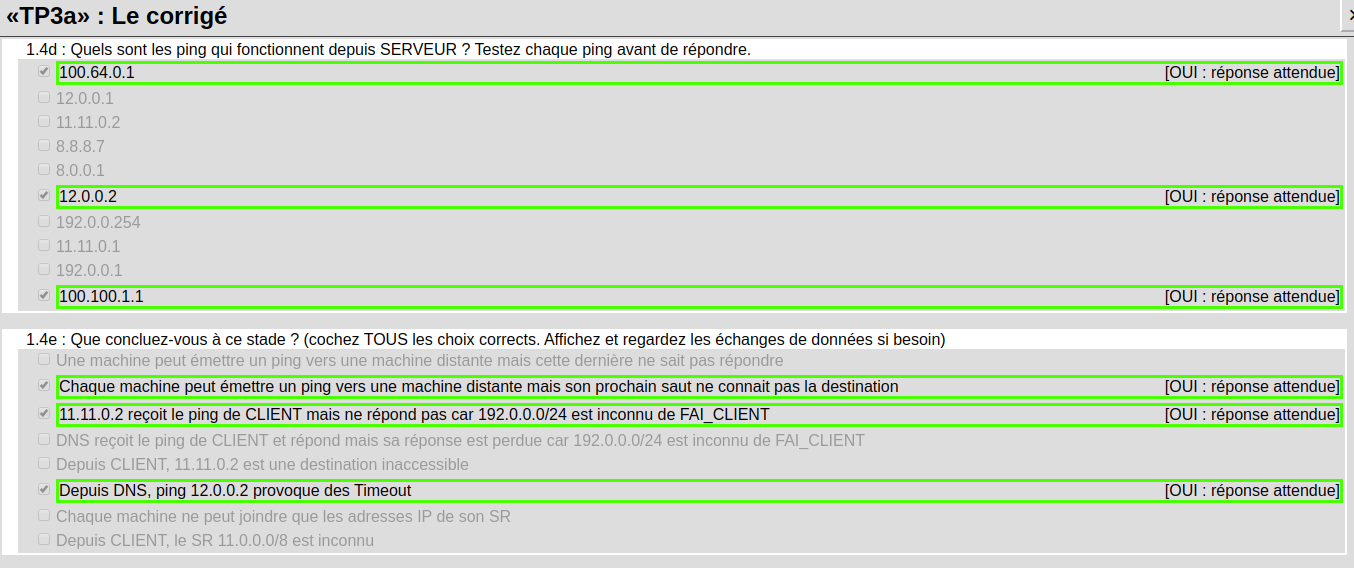 «TP3a» : Le corrigé
1.4d : Quels sont les ping qui fonctionnent depuis SERVEUR ? Testez chaque ping avant de répondre.
100.64.0.1 [OUI : réponse attendue]
12.0.0.1
11.11.0.2
8.8.8.7
8.0.0.1
12.0.0.2 [OUI : réponse attendue]
192.0.0.254
11.11.0.1
192.0.0.1
100.100.1.1 [OUI : réponse attendue]
1.4e : Que concluez-vous à ce stade ? (cochez TOUS les choix corrects. Affichez et regardez les échanges de données si besoin)
Une machine peut émettre un ping vers une machine distante mais cette dernière ne sait pas répondre
Chaque machine peut émettre un ping vers une machine distante mais son prochain saut ne connait pas la destination [OUI : réponse attendue]
11.11.0.2 reçoit le ping de CLIENT mais ne répond pas car 192.0.0.0/24 est inconnu de FAI_CLIENT [OUI : réponse attendue]
DNS reçoit le ping de CLIENT et répond mais sa réponse est perdue car 192.0.0.0/24 est inconnu de FAI_CLIENT
Depuis CLIENT, 11.11.0.2 est une destination inaccessible
Depuis DNS, ping 12.0.0.2 provoque des Timeout [OUI : réponse attendue]
Chaque machine ne peut joindre que les adresses IP de son SR
Depuis CLIENT, le SR 11.0.0.0/8 est inconnu